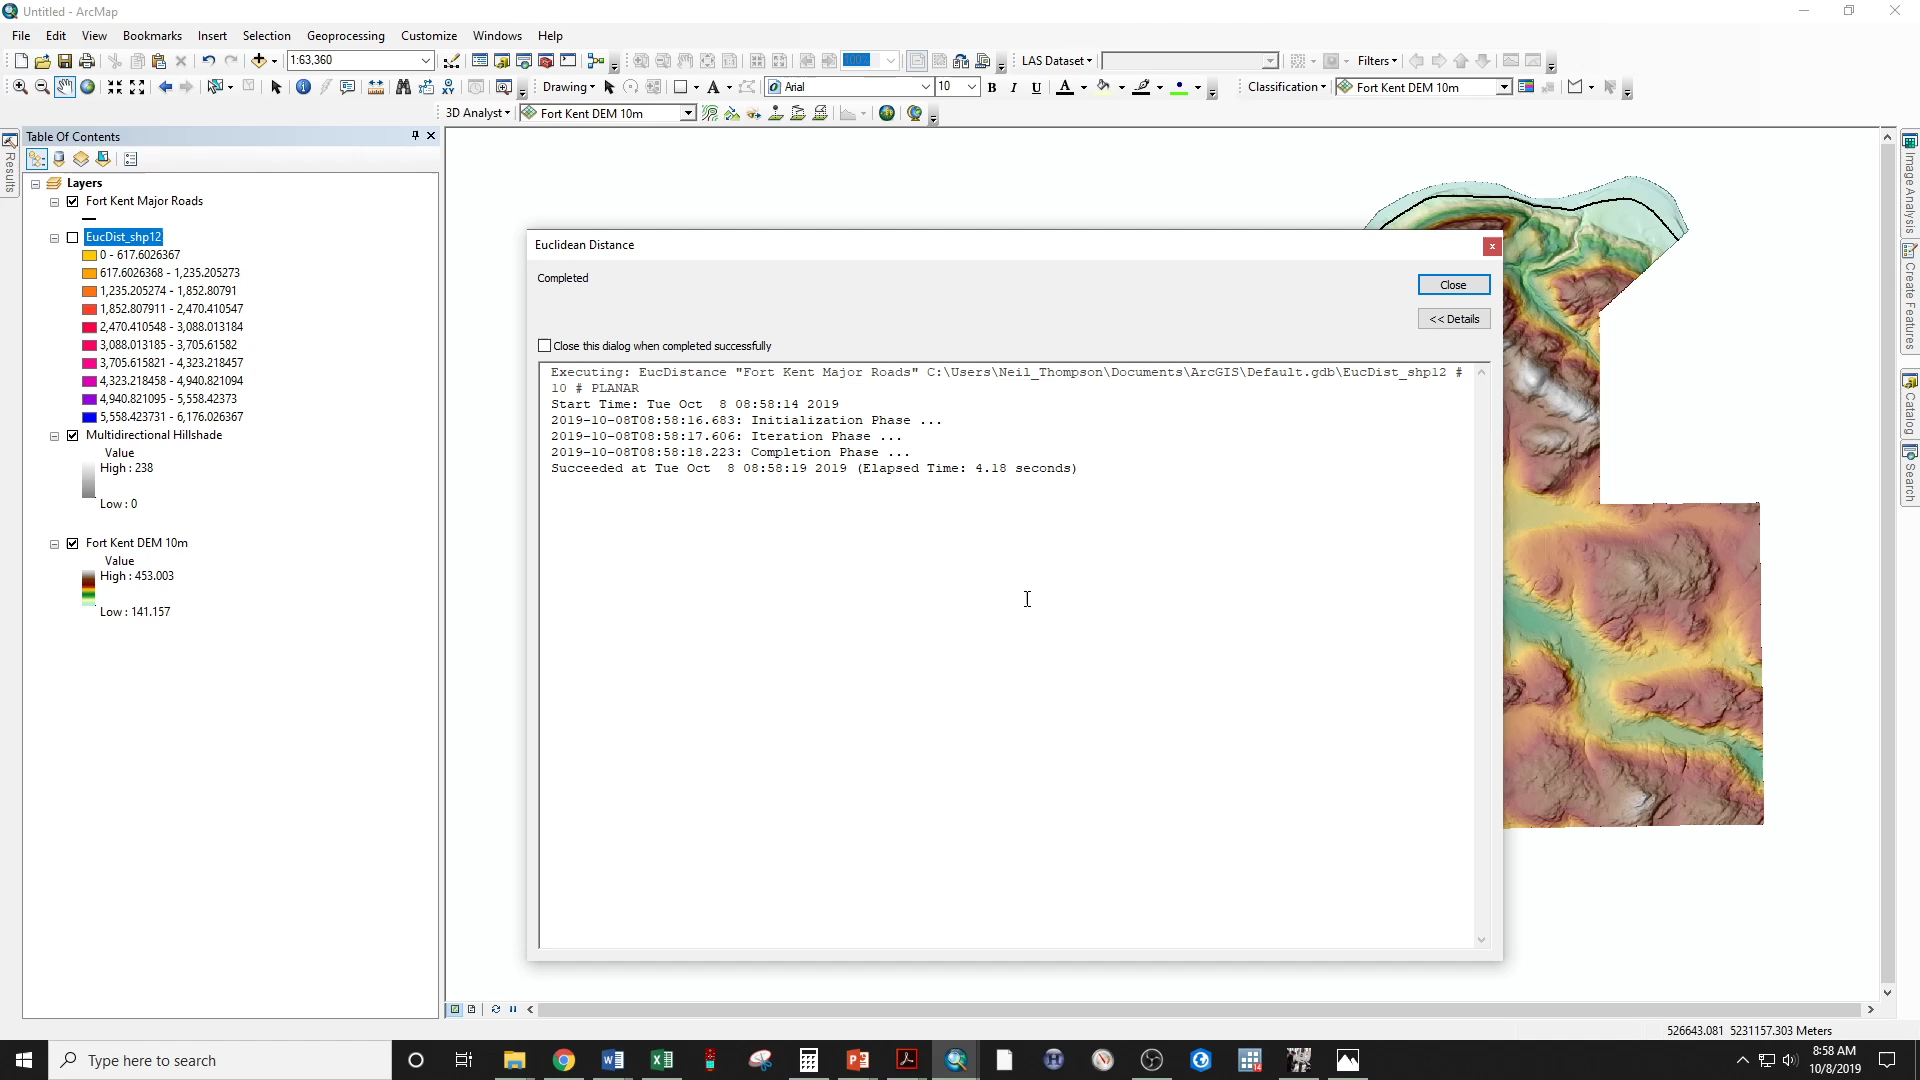 Untitled - ArcMap
File Edit View Bookmarks Insert Selection Geoprocessing Customize Windows Help
1:63,360 100% LAS Dataset Filters
Drawing A Arial 10 B I U A Classification Fort Kent DEM 10m
3D Analyst Fort Kent DEM 10m
Results
Table Of Contents
Layers
Fort Kent Major Roads
EucDist_shp12
0 - 617.6026367
617.6026368 - 1,235.205273
1,235.205274 - 1,852.80791
1,852.807911 - 2,470.410547
2,470.410548 - 3,088.013184
3,088.013185 - 3,705.61582
3,705.615821 - 4,323.218457
4,323.218458 - 4,940.821094
4,940.821095 - 5,558.42373
5,558.423731 - 6,176.026367
Multidirectional Hillshade
Value
High : 238
Low : 0
Fort Kent DEM 10m
Value
High : 453.003
Low : 141.157
Euclidean Distance
Completed
Close
<< Details
Close this dialog when completed successfully
Executing: EucDistance "Fort Kent Major Roads" C:\Users\Neil_Thompson\Documents\ArcGIS\Default.gdb\EucDist_shp12 #
10 # PLANAR
Start Time: Tue Oct 8 08:58:14 2019
2019-10-08T08:58:16.683: Initialization Phase ...
2019-10-08T08:58:17.606: Iteration Phase ...
2019-10-08T08:58:18.223: Completion Phase ...
Succeeded at Tue Oct 8 08:58:19 2019 (Elapsed Time: 4.18 seconds)
Image Analysis
Create Features
Catalog
Search
526643.081 5231157.303 Meters
Type here to search
8:58 AM
10/8/2019